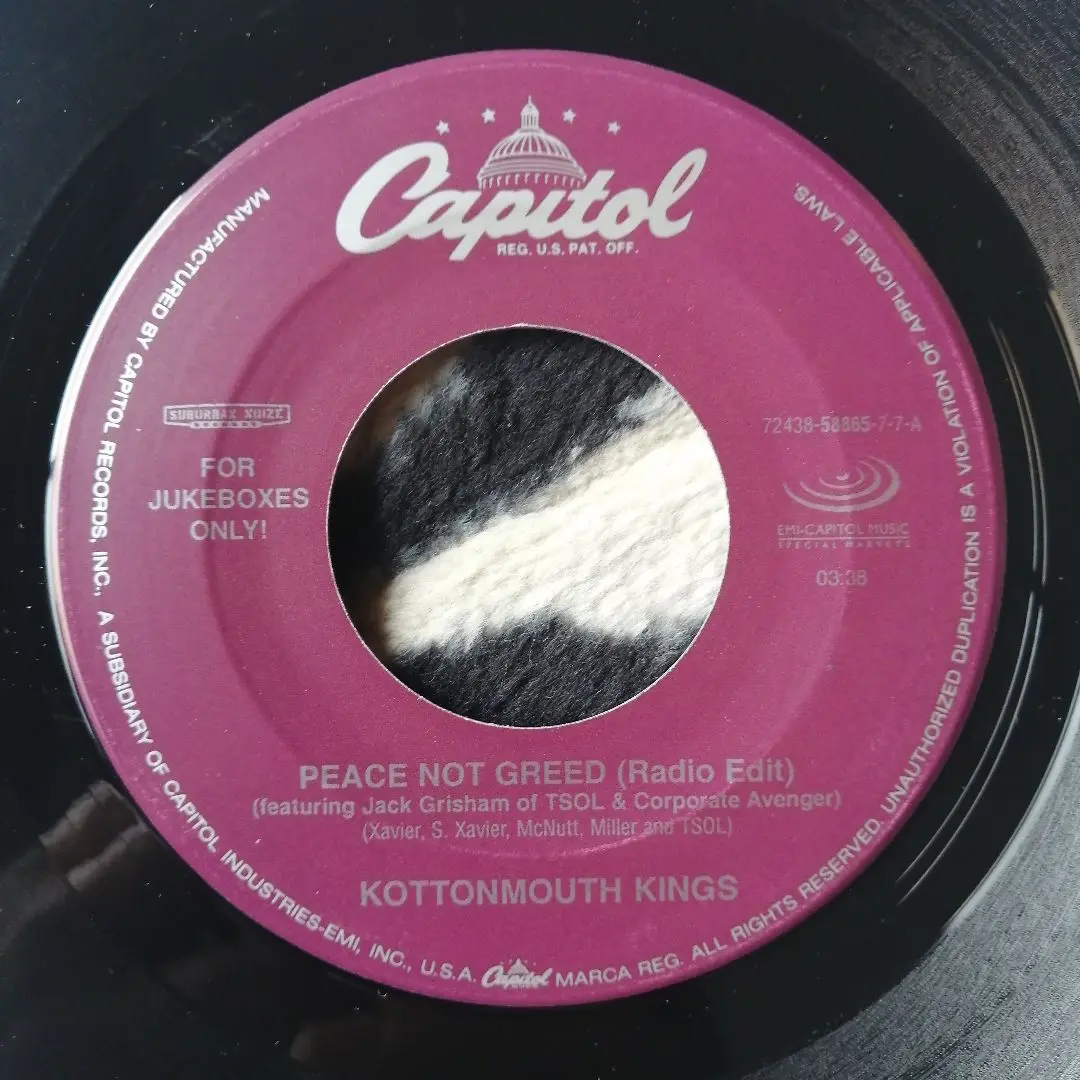 Capitol
REG. U.S. PAT. OFF.
SUBURBAN NOIZE
RECORDS
FOR
JUKEBOXES
ONLY!
72438-58865-7-7-A
EMI-CAPITOL MUSIC
SPECIAL MARKETS
03:38
PEACE NOT GREED (Radio Edit)
(featuring Jack Grisham of TSOL & Corporate Avenger)
(Xavier, S. Xavier, McNutt, Miller and TSOL)
KOTTONMOUTH KINGS
MANUFACTURED BY CAPITOL RECORDS, INC., A SUBSIDIARY OF CAPITOL INDUSTRIES-EMI, INC., U.S.A. Capitol MARCA REG. ALL RIGHTS RESERVED. UNAUTHORIZED DUPLICATION IS A VIOLATION OF APPLICABLE LAWS.